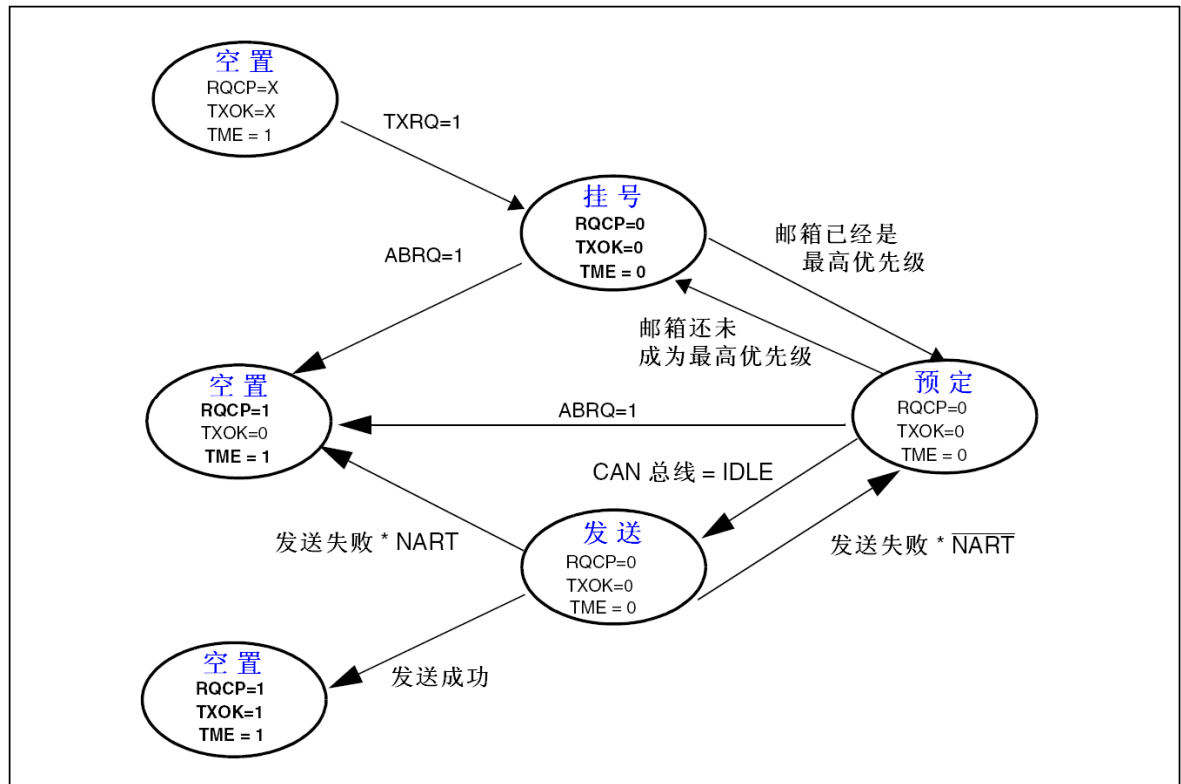 空置
RQCP=X
TXOK=X
TME = 1
TXRQ=1
挂号
RQCP=0
TXOK=0
TME = 0
ABRQ=1
邮箱已经是
最高优先级
邮箱还未
成为最高优先级
空置
RQCP=1
TXOK=0
TME = 1
ABRQ=1
预定
RQCP=0
TXOK=0
TME = 0
CAN 总线 = IDLE
发送失败 * NART
发送
RQCP=0
TXOK=0
TME = 0
发送失败 * N̅A̅R̅T̅
发送成功
空置
RQCP=1
TXOK=1
TME = 1